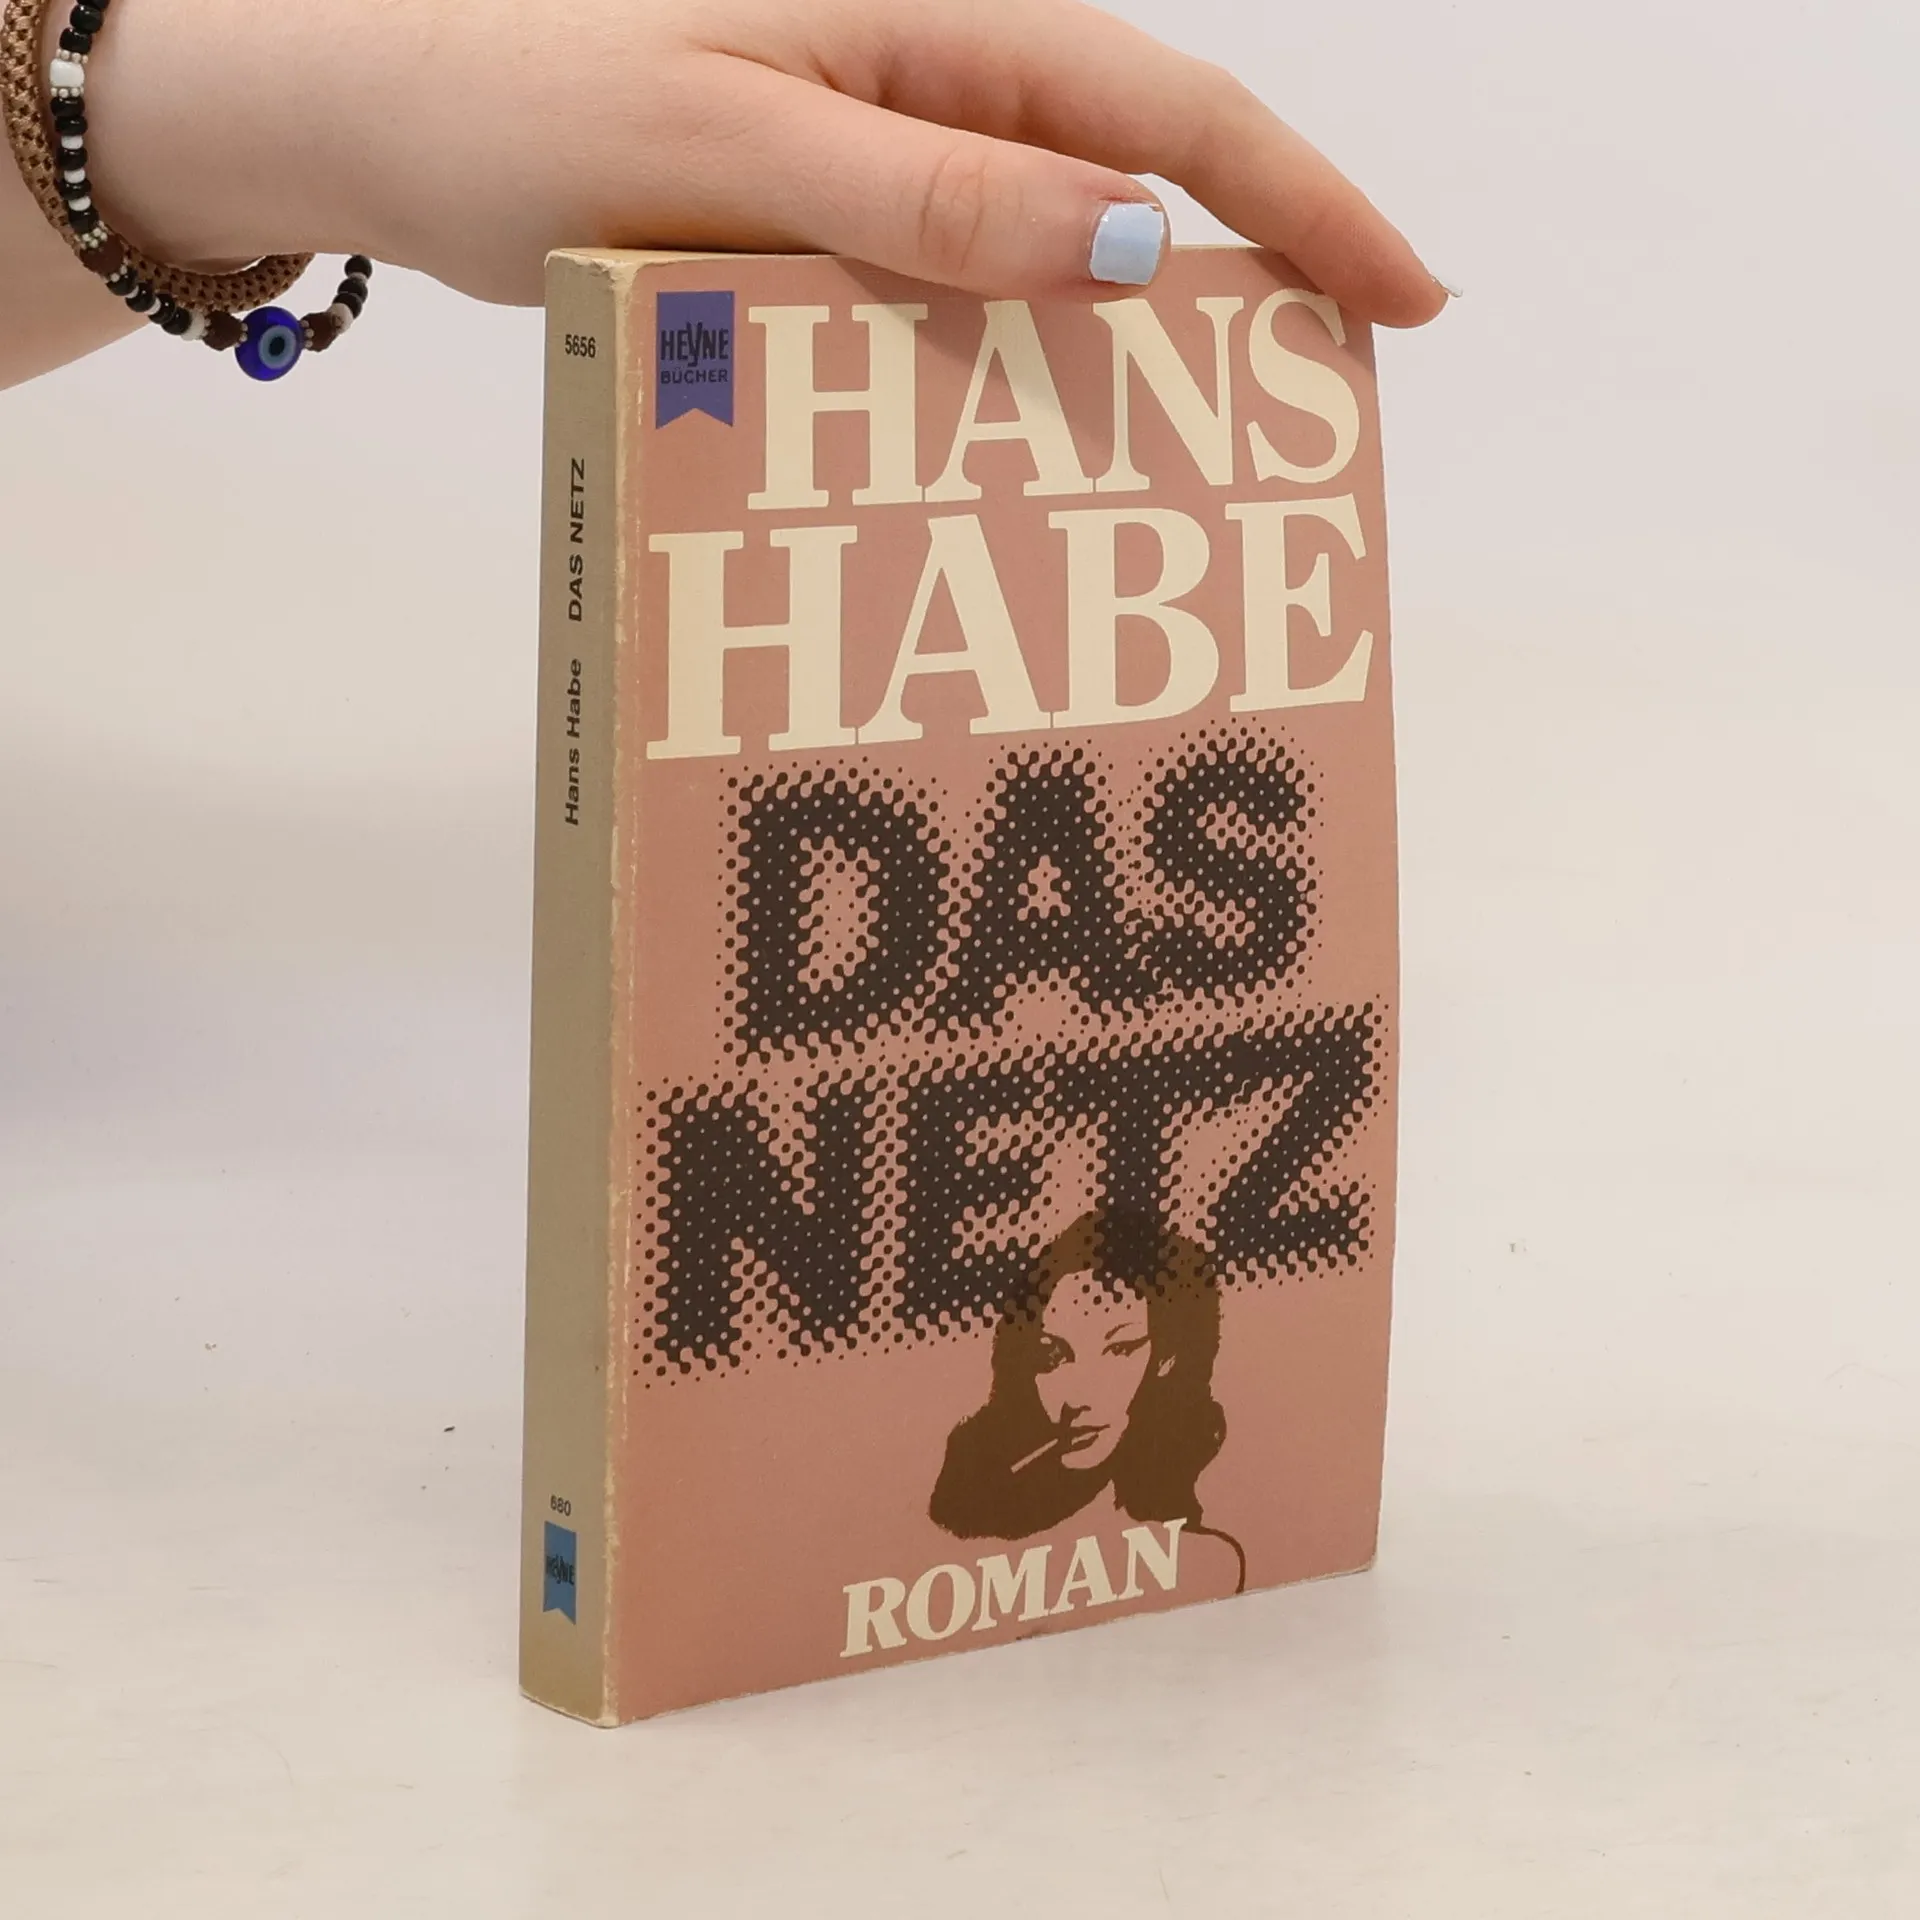 5656
Hans Habe DAS NETZ
680
HEYNE
HEYNE
BÜCHER
HANS
HABE
DAS
NETZ
ROMAN